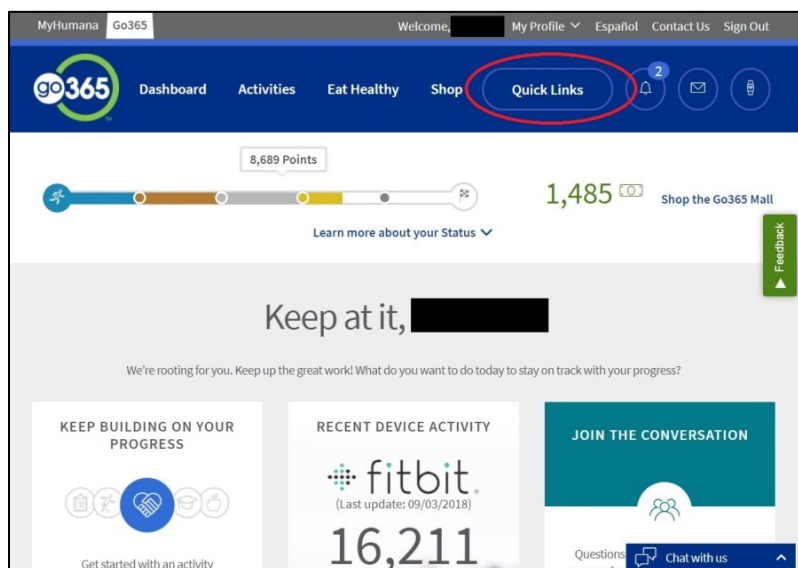 MyHumana Go365 Welcome, My Profile Español Contact Us Sign Out
go365 Dashboard Activities Eat Healthy Shop Quick Links 2
TM
8,689 Points
1,485 Shop the Go365 Mall
Learn more about your Status
Feedback
Keep at it,
We're rooting for you. Keep up the great work! What do you want to do today to stay on track with your progress?
KEEP BUILDING ON YOUR
PROGRESS
Get started with an activity
RECENT DEVICE ACTIVITY
fitbit.
(Last update: 09/03/2018)
16,211
JOIN THE CONVERSATION
Questions
Chat with us